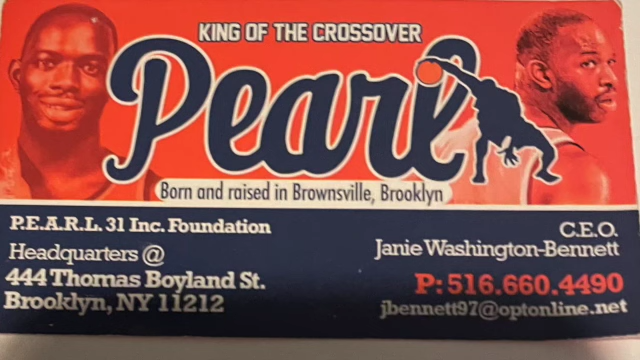 KING OF THE CROSSOVER
Pearl
Born and raised in Brownsville, Brooklyn
P.E.A.R.L. 31 Inc. Foundation
Headquarters @
444 Thomas Boyland St.
Brooklyn, NY 11212
C.E.O.
Janie Washington-Bennett
P: 516.660.4490
jbennett97@optonline.net